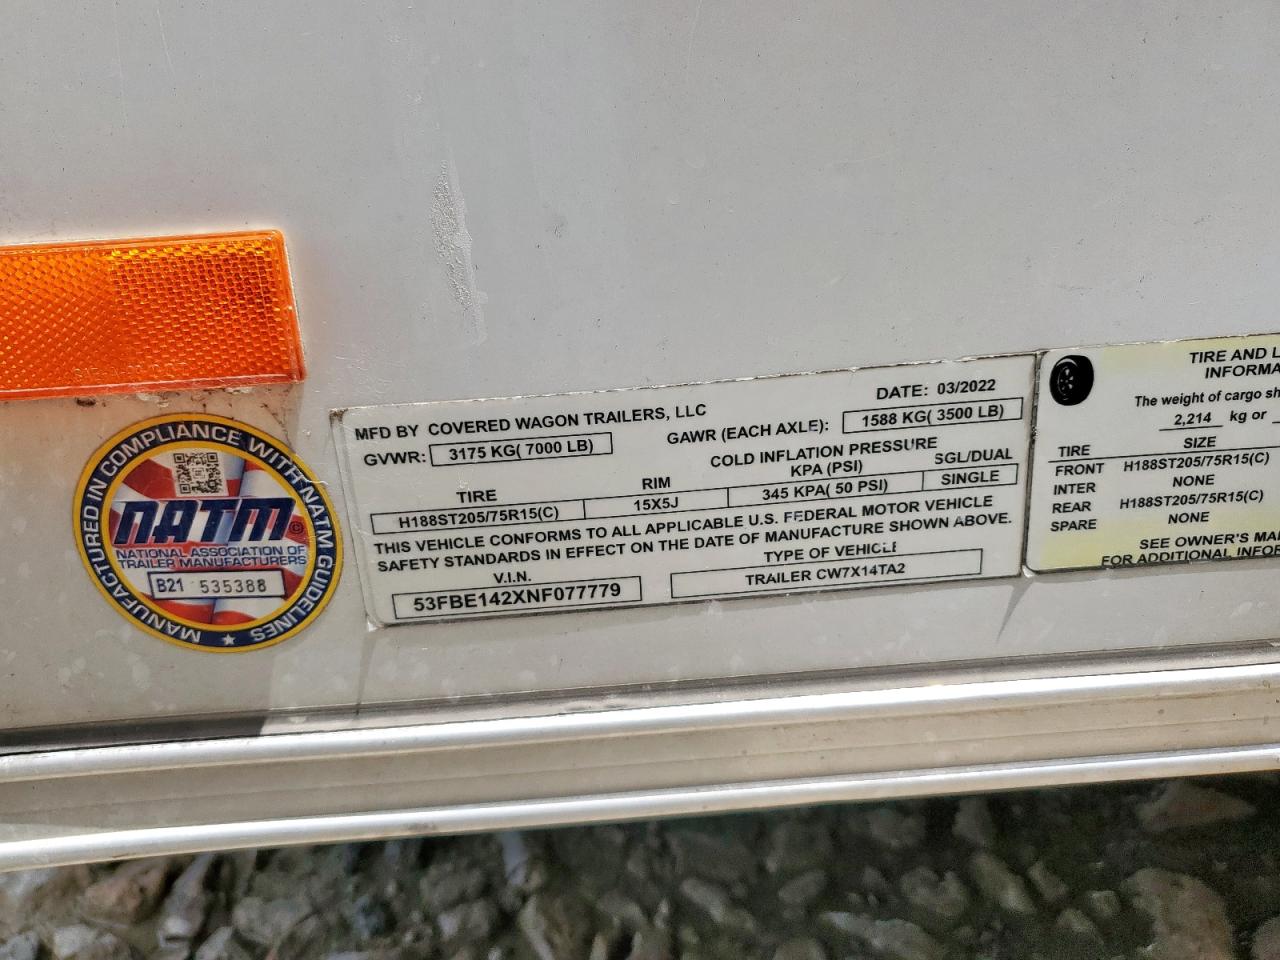 MANUFACTURED IN COMPLIANCE WITH NATM GUIDELINES
NATM©
NATIONAL ASSOCIATION OF
TRAILER MANUFACTURERS
B21 535388
MFD BY COVERED WAGON TRAILERS, LLC DATE: 03/2022
GVWR: 3175 KG( 7000 LB) GAWR (EACH AXLE): 1588 KG( 3500 LB)
COLD INFLATION PRESSURE
TIRE RIM KPA (PSI) SGL/DUAL
H188ST205/75R15(C) 15X5J 345 KPA( 50 PSI) SINGLE
THIS VEHICLE CONFORMS TO ALL APPLICABLE U.S. FEDERAL MOTOR VEHICLE
SAFETY STANDARDS IN EFFECT ON THE DATE OF MANUFACTURE SHOWN ABOVE.
V.I.N. TYPE OF VEHICLE
53FBE142XNF077779 TRAILER CW7X14TA2
TIRE AND L
INFORMA
The weight of cargo sh
2,214 kg or
TIRE SIZE
FRONT H188ST205/75R15(C)
INTER NONE
REAR H188ST205/75R15(C)
SPARE NONE
SEE OWNER'S MA
FOR ADDITIONAL INFOR